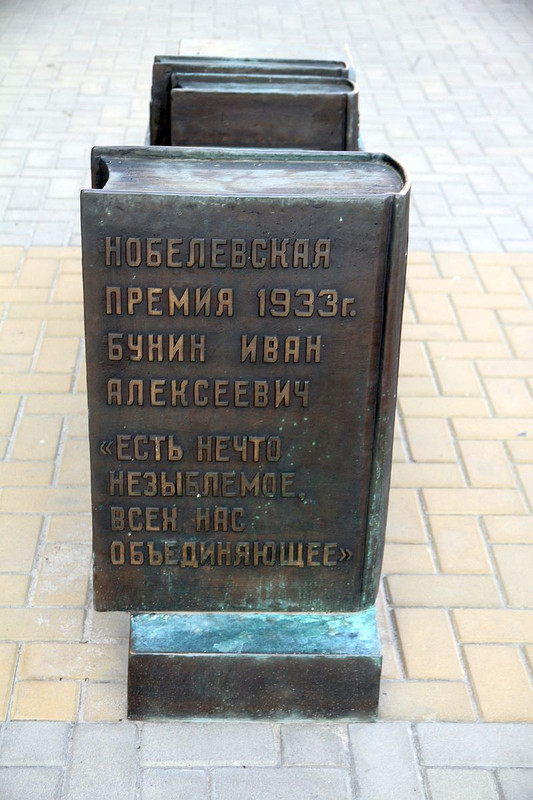 НОБЕЛЕВСКАЯ
ПРЕМИЯ 1933г.
БУНИН ИВАН
АЛЕКСЕЕВИЧ
«ЕСТЬ НЕЧТО
НЕЗЫБЛЕМОЕ,
ВСЕХ НАС
ОБЪЕДИНЯЮЩЕЕ»